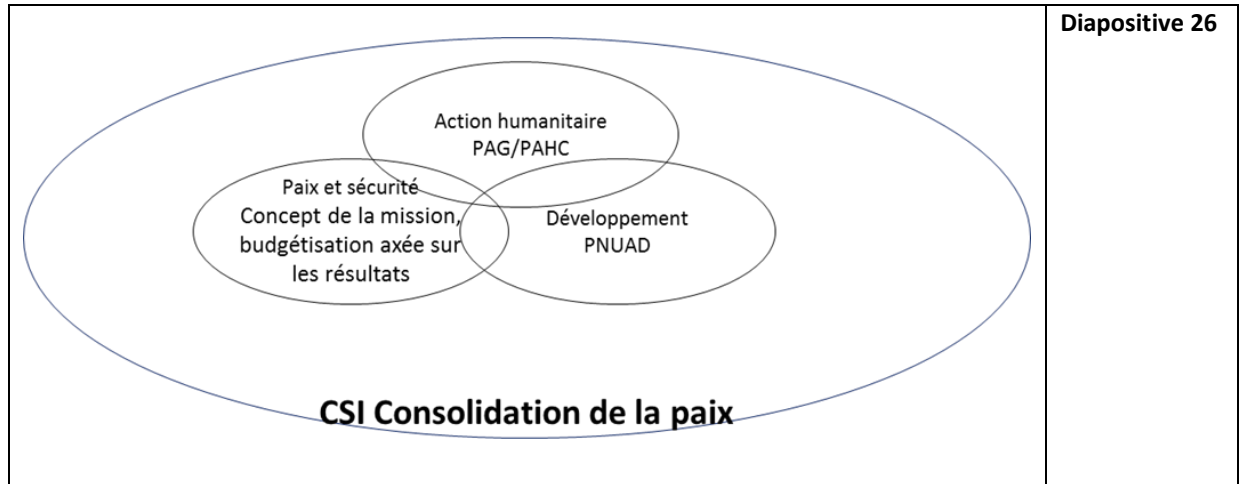 Diapositive 26
Action humanitaire
PAG/PAHC
Paix et sécurité
Concept de la mission,
budgétisation axée sur
les résultats
Développement
PNUAD
CSI Consolidation de la paix